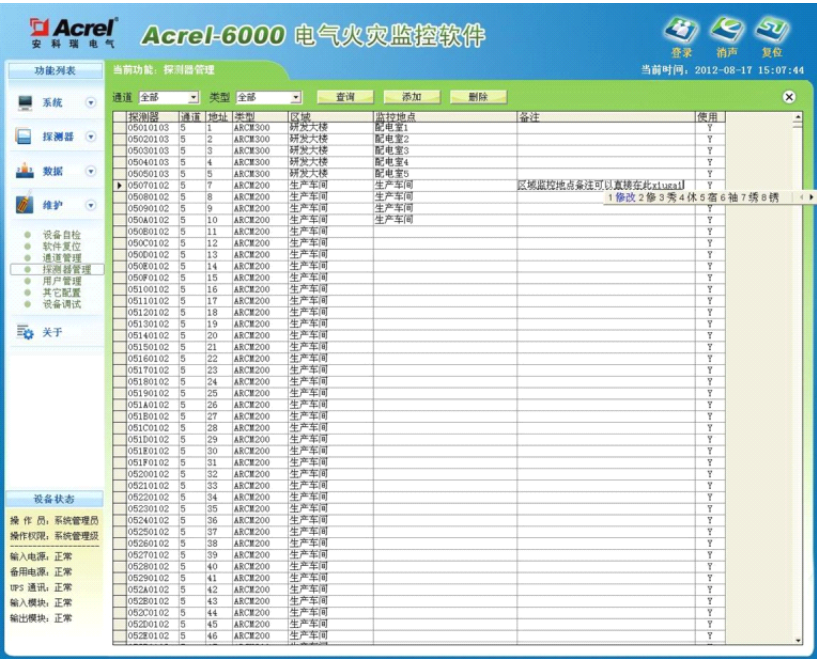 Acrel
安科瑞电气
Acrel-6000 电气火灾监控软件
登录 消声 复位
功能列表
当前功能: 探测器管理
当前时间: 2012-08-17 15:07:44
系统
探测器
数据
维护
设备自检
软件复位
通道管理
探测器管理
用户管理
其它配置
设备调试
关于
设备状态
操 作 员: 系统管理员
操作权限: 系统管理级
输入电源: 正常
备用电源: 正常
UPS 通讯: 正常
输入模块: 正常
输出模块: 正常
通道 全部 类型 全部 查询 添加 删除
探测器 通道 地址 类型 区域 监控地点 备注 使用
05010103 5 1 ARCM300 研发大楼 配电室1 Y
05020103 5 2 ARCM300 研发大楼 配电室2 Y
05030103 5 3 ARCM300 研发大楼 配电室3 Y
05040103 5 4 ARCM300 研发大楼 配电室4 Y
05050103 5 5 ARCM300 研发大楼 配电室5 Y
05070102 5 7 ARCM200 生产车间 生产车间 区域监控地点备注可以直接在此xiugai Y
1修改 2修 3秀 4休 5宿 6袖 7绣 8锈
05080102 5 8 ARCM200 生产车间 生产车间 Y
05090102 5 9 ARCM200 生产车间 生产车间 Y
050A0102 5 10 ARCM200 生产车间 生产车间 Y
050B0102 5 11 ARCM200 生产车间 Y
050C0102 5 12 ARCM200 生产车间 Y
050D0102 5 13 ARCM200 生产车间 Y
050E0102 5 14 ARCM200 生产车间 Y
050F0102 5 15 ARCM200 生产车间 Y
05100102 5 16 ARCM200 生产车间 Y
05110102 5 17 ARCM200 生产车间 Y
05120102 5 18 ARCM200 生产车间 Y
05130102 5 19 ARCM200 生产车间 Y
05140102 5 20 ARCM200 生产车间 Y
05150102 5 21 ARCM200 生产车间 Y
05160102 5 22 ARCM200 生产车间 Y
05170102 5 23 ARCM200 生产车间 Y
05180102 5 24 ARCM200 生产车间 Y
05190102 5 25 ARCM200 生产车间 Y
051A0102 5 26 ARCM200 生产车间 Y
051B0102 5 27 ARCM200 生产车间 Y
051C0102 5 28 ARCM200 生产车间 Y
051D0102 5 29 ARCM200 生产车间 Y
051E0102 5 30 ARCM200 生产车间 Y
051F0102 5 31 ARCM200 生产车间 Y
05200102 5 32 ARCM200 生产车间 Y
05210102 5 33 ARCM200 生产车间 Y
05220102 5 34 ARCM200 生产车间 Y
05230102 5 35 ARCM200 生产车间 Y
05240102 5 36 ARCM200 生产车间 Y
05250102 5 37 ARCM200 生产车间 Y
05260102 5 38 ARCM200 生产车间 Y
05270102 5 39 ARCM200 生产车间 Y
05280102 5 40 ARCM200 生产车间 Y
05290102 5 41 ARCM200 生产车间 Y
052A0102 5 42 ARCM200 生产车间 Y
052B0102 5 43 ARCM200 生产车间 Y
052C0102 5 44 ARCM200 生产车间 Y
052D0102 5 45 ARCM200 生产车间 Y
052E0102 5 46 ARCM200 生产车间 Y